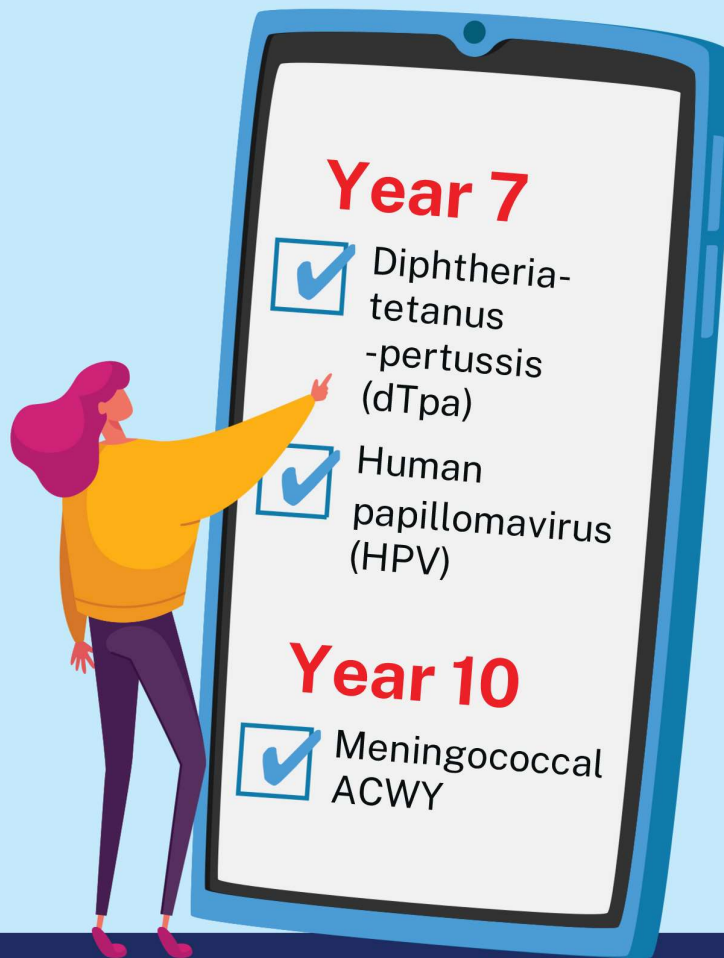 Year 7
Diphtheria-
tetanus
-pertussis
(dTpa)
Human
papillomavirus
(HPV)
Year 10
Meningococcal
ACWY